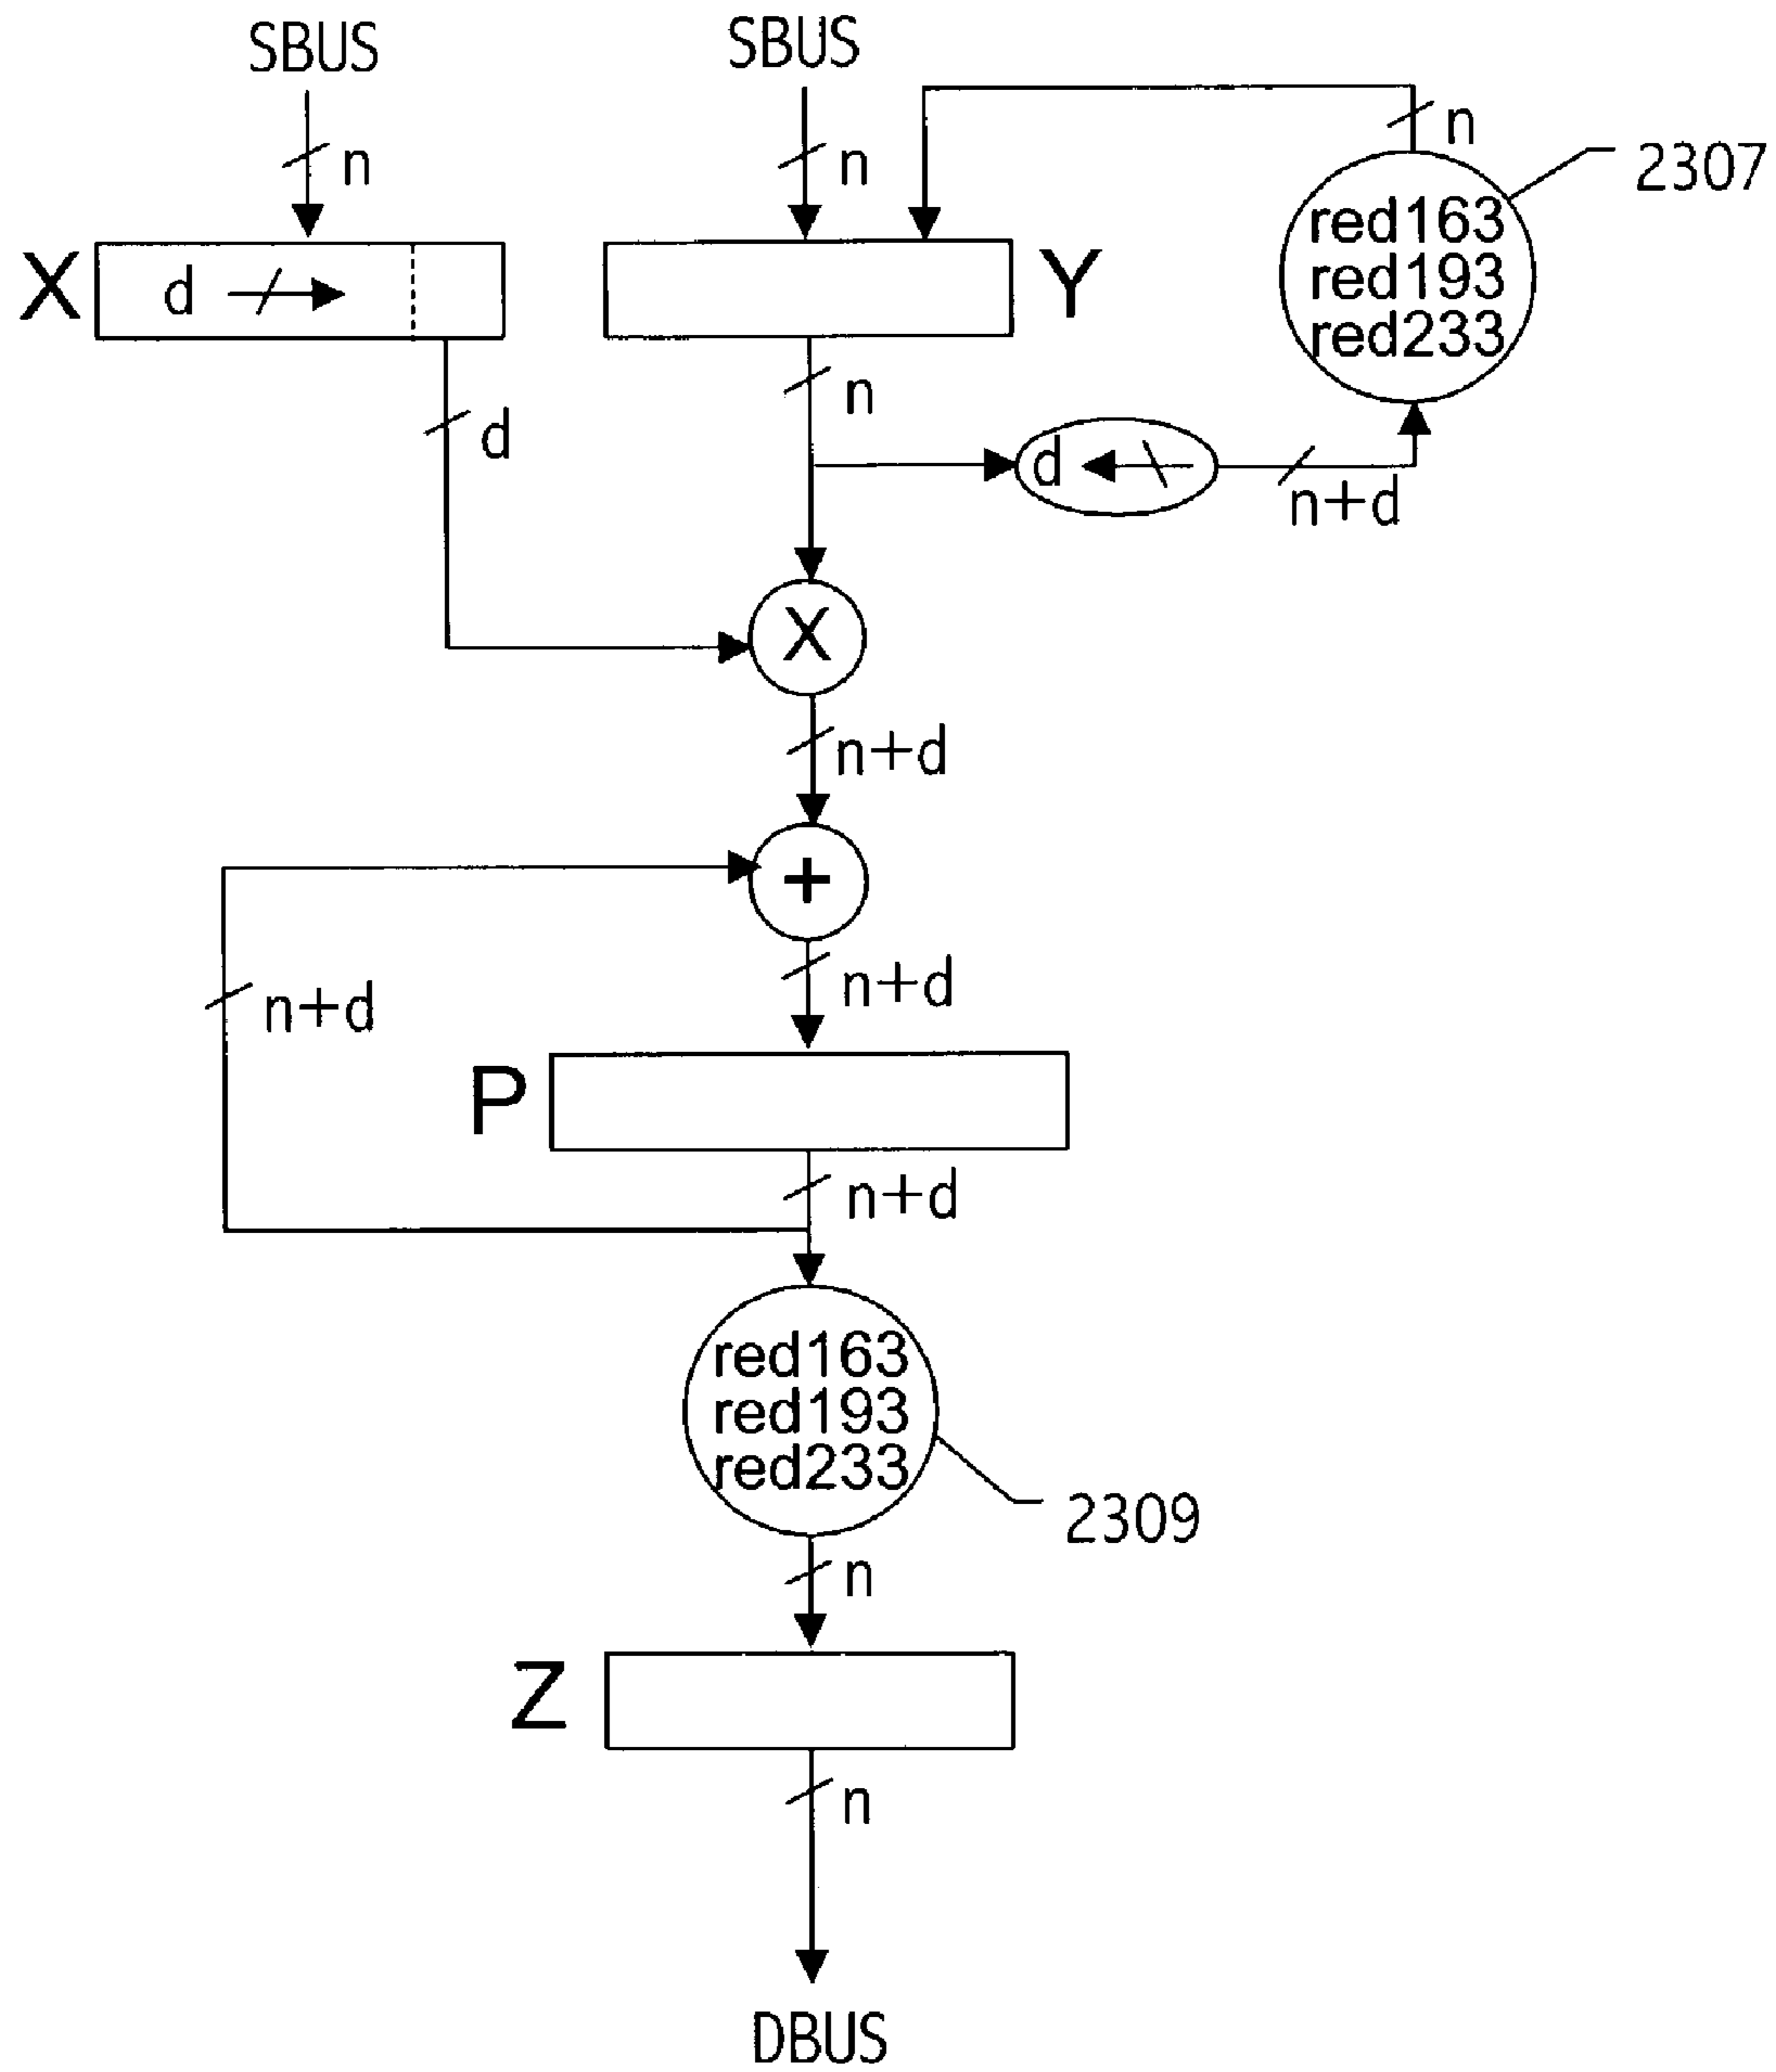 SBUS
SBUS
n
n
n
2307
red163
red193
red233
X
d
Y
n
d
d
n+d
X
n+d
+
n+d
n+d
P
n+d
red163
red193
red233
2309
n
Z
n
DBUS